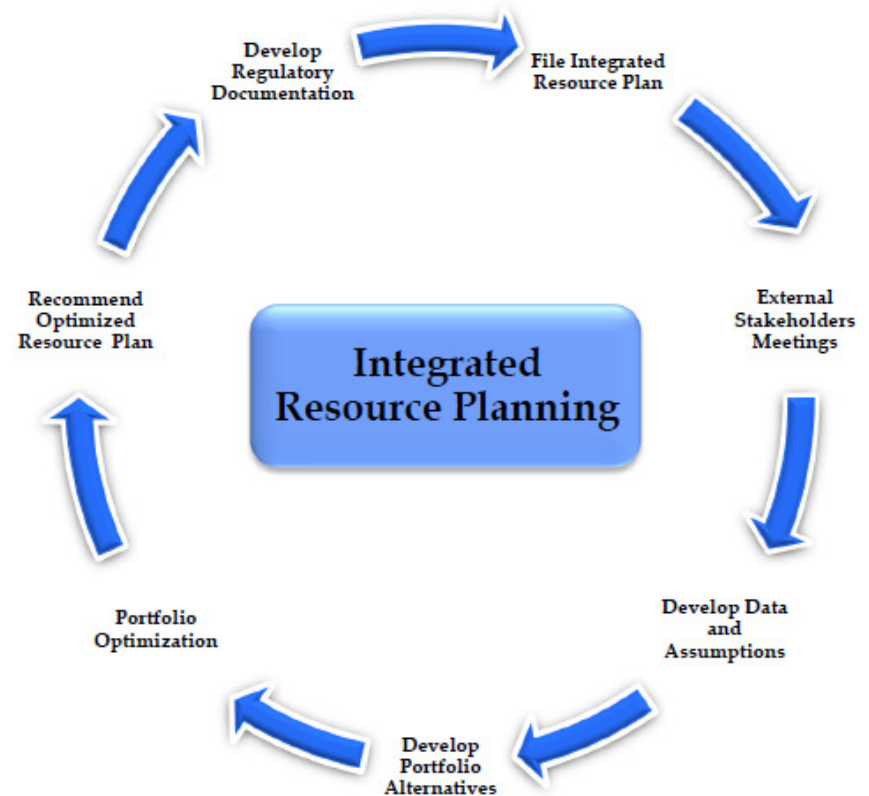 Develop
Regulatory
Documentation
File Integrated
Resource Plan
External
Stakeholders
Meetings
Develop Data
and
Assumptions
Develop
Portfolio
Alternatives
Portfolio
Optimization
Recommend
Optimized
Resource Plan
Integrated
Resource Planning